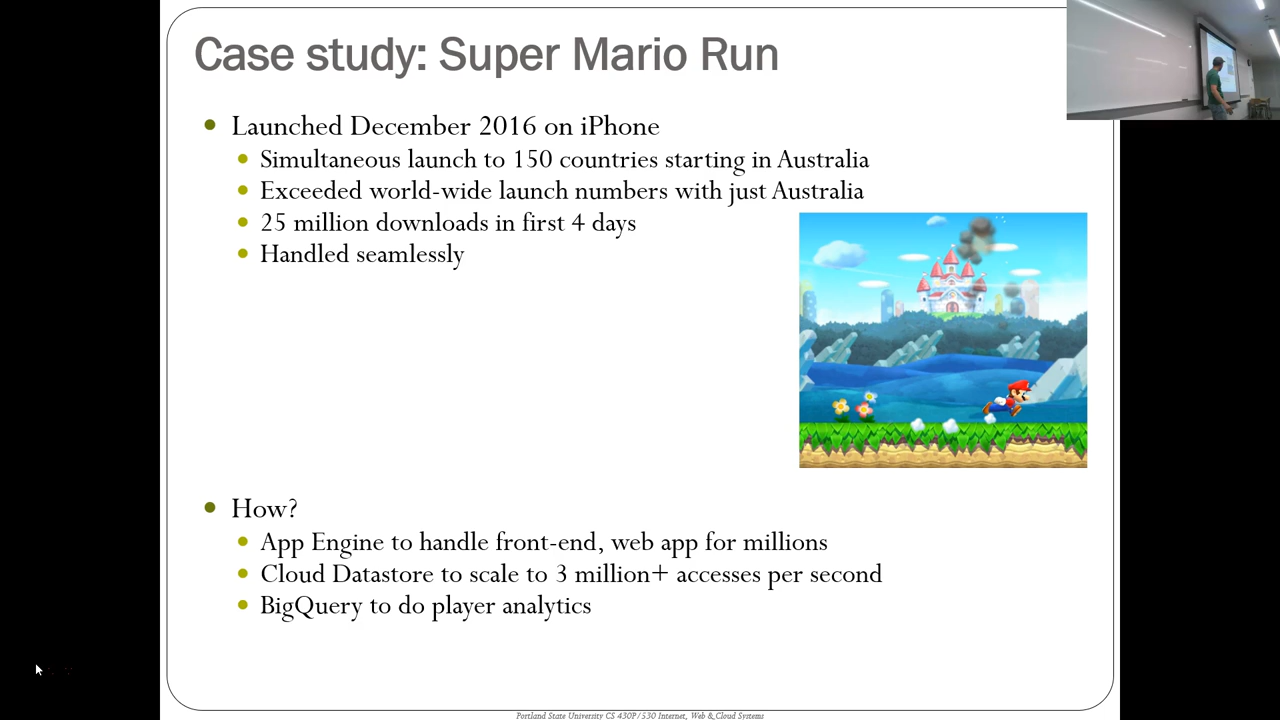 Case study: Super Mario Run
Launched December 2016 on iPhone
Simultaneous launch to 150 countries starting in Australia
Exceeded world-wide launch numbers with just Australia
25 million downloads in first 4 days
Handled seamlessly
How?
App Engine to handle front-end, web app for millions
Cloud Datastore to scale to 3 million+ accesses per second
BigQuery to do player analytics
Portland State University CS 430P/530 Internet, Web & Cloud Systems